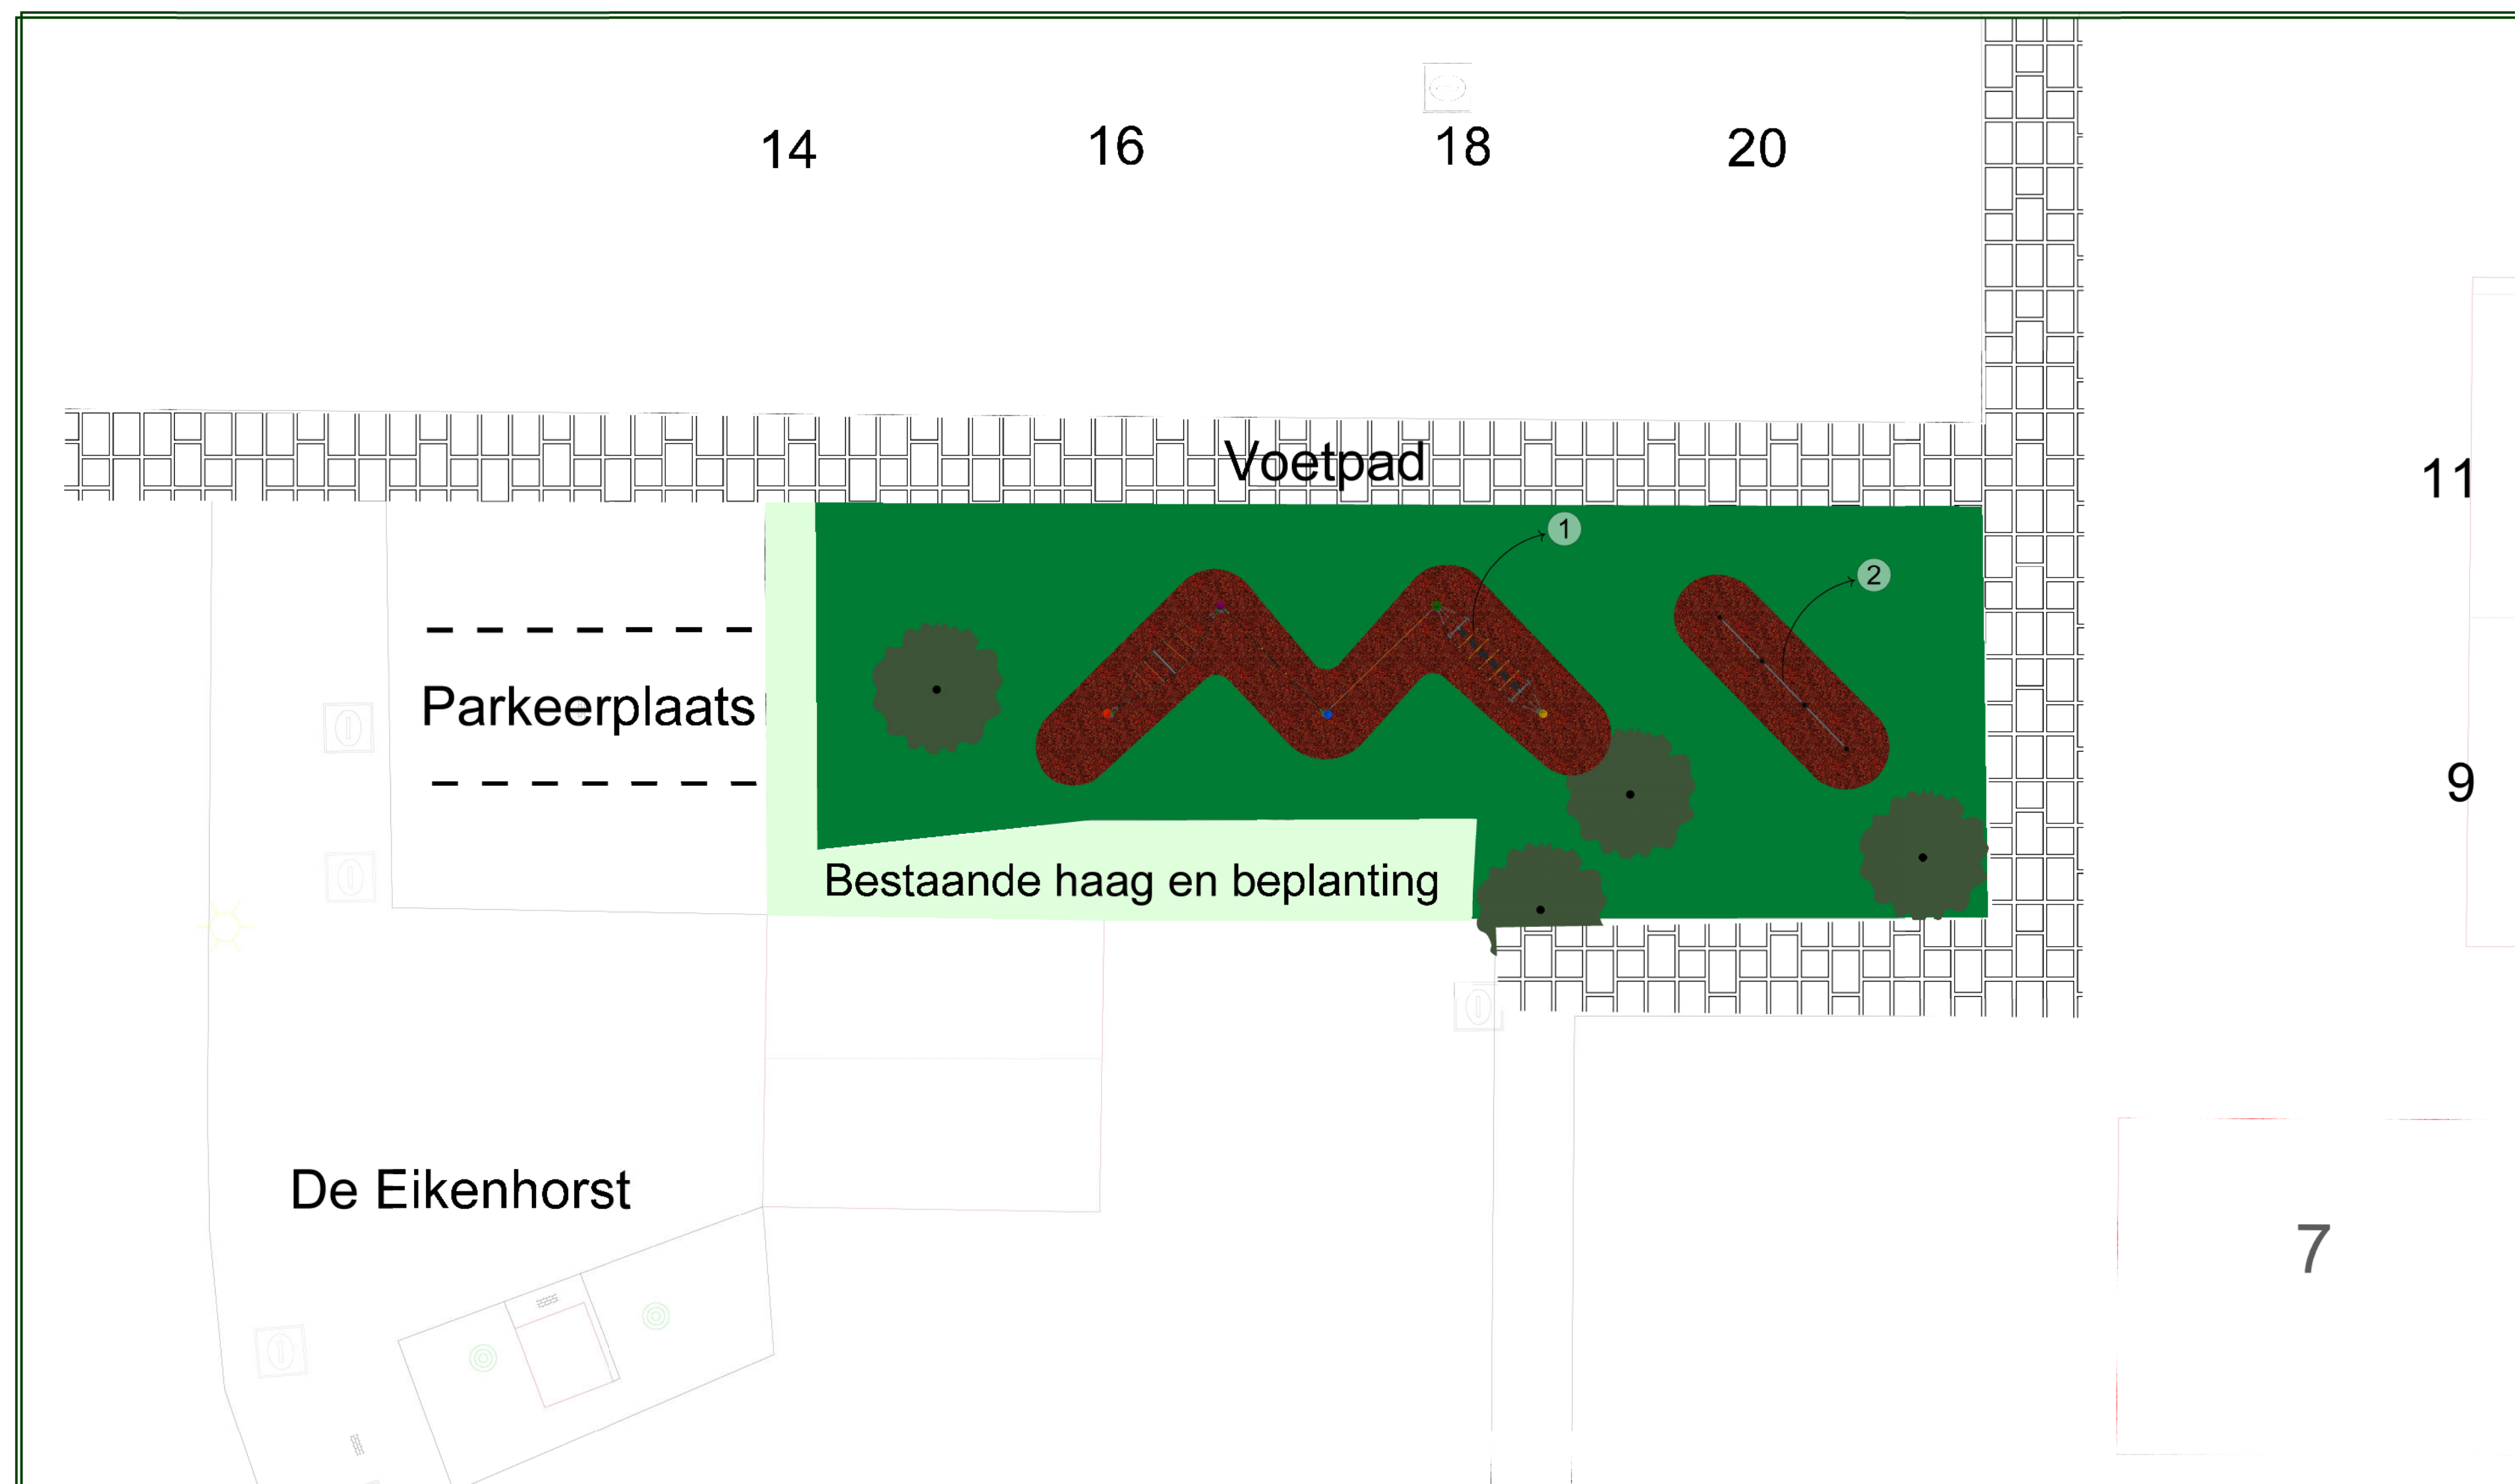 14
16
18
20
Voetpad
11
1
2
Parkeerplaats
9
Bestaande haag en beplanting
De Eikenhorst
7